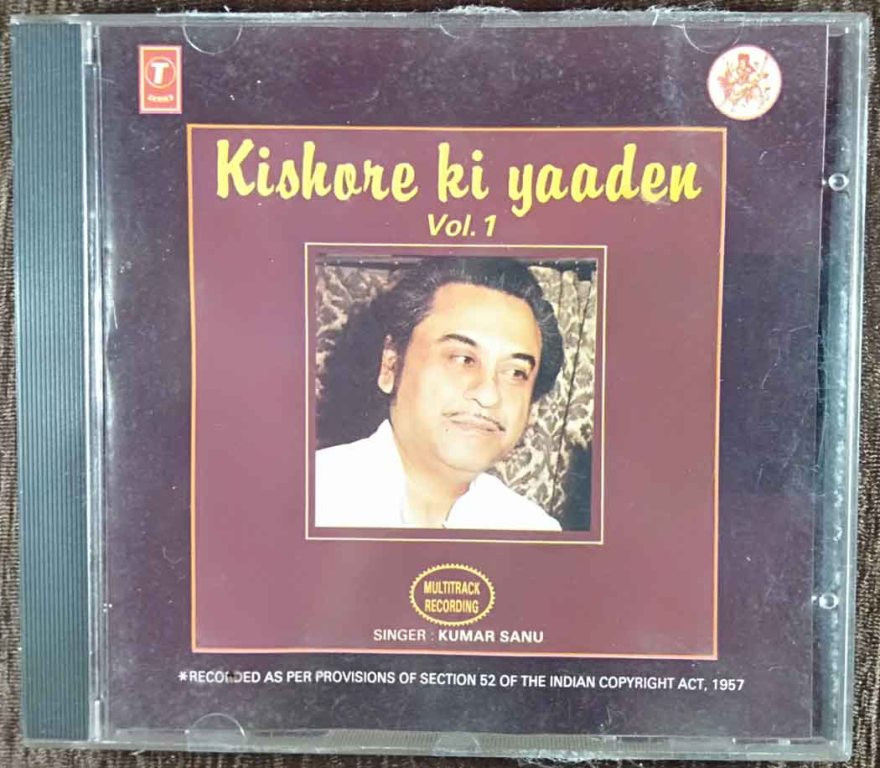 T
SERIES
Kishore ki yaaden
Vol. 1
MULTITRACK
RECORDING
SINGER : KUMAR SANU
*RECORDED AS PER PROVISIONS OF SECTION 52 OF THE INDIAN COPYRIGHT ACT, 1957